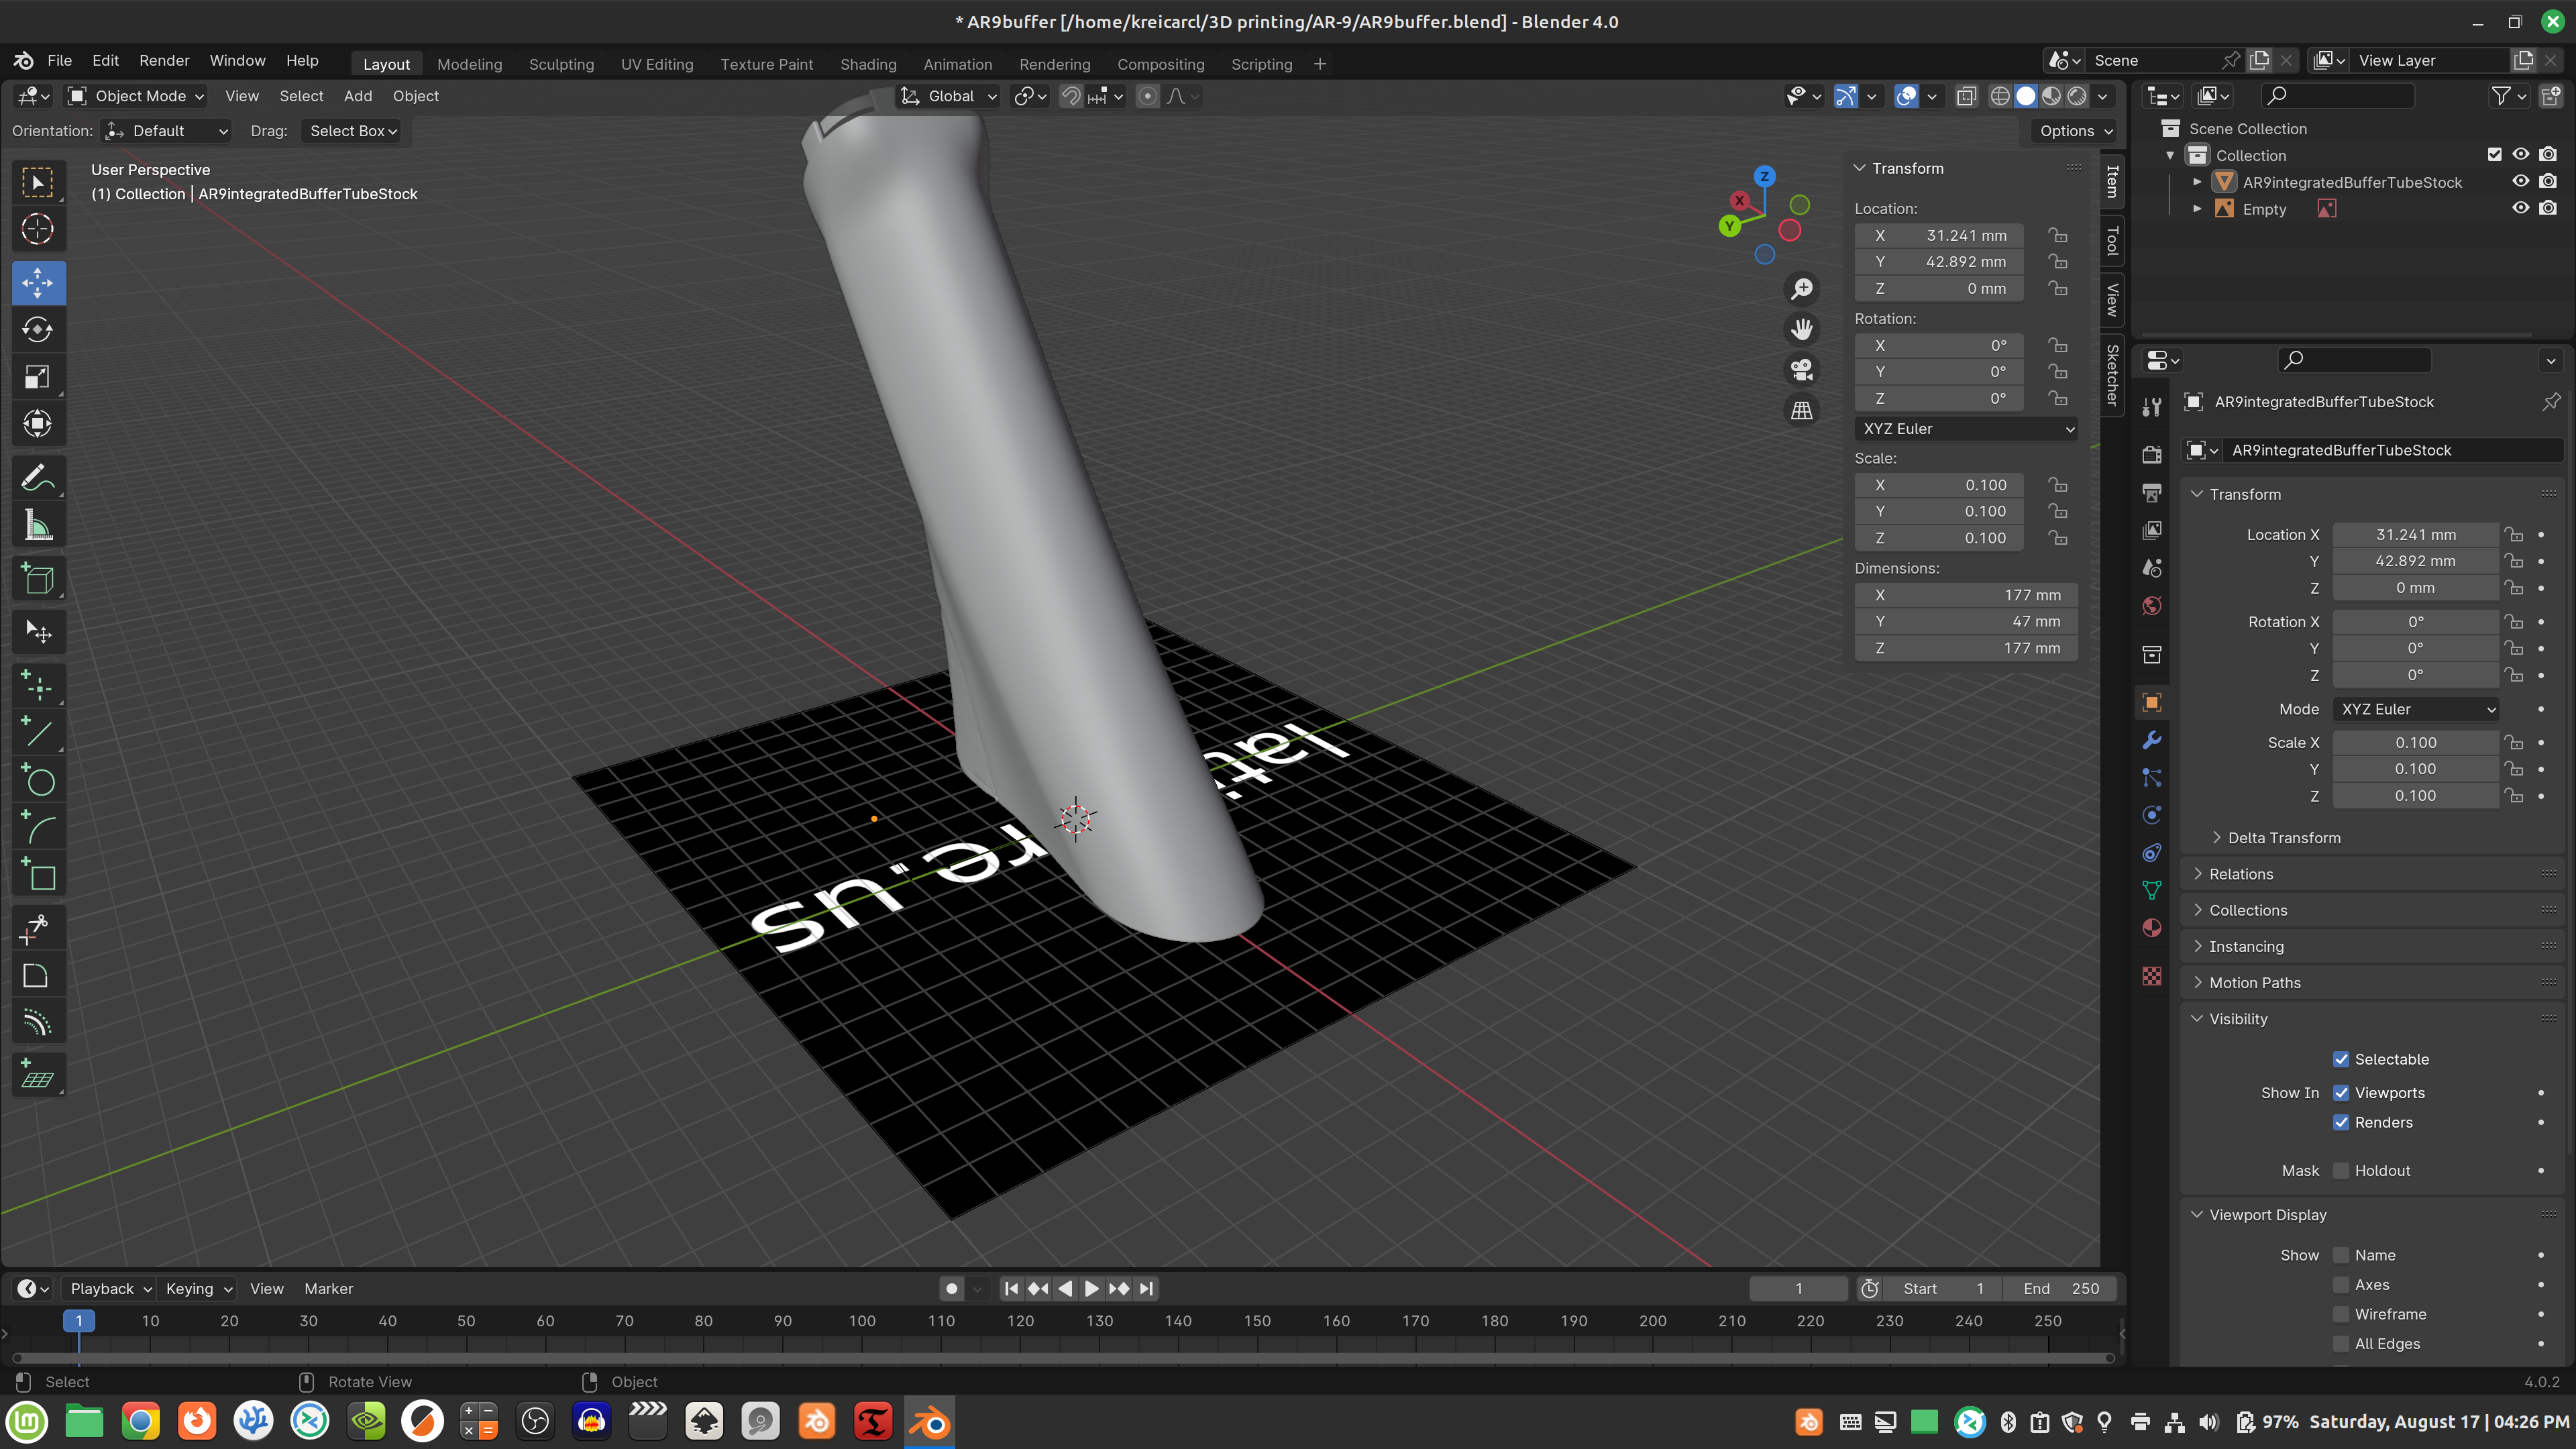 * AR9buffer [/home/kreicarcl/3D printing/AR-9/AR9buffer.blend] - Blender 4.0
File Edit Render Window Help
Layout Modeling Sculpting UV Editing Texture Paint Shading Animation Rendering Compositing Scripting +
Scene
View Layer
Object Mode View Select Add Object
Global
Orientation: Default Drag: Select Box
Options
User Perspective
(1) Collection | AR9integratedBufferTubeStock
Z
X
Y
Transform
Location:
X 31.241 mm
Y 42.892 mm
Z 0 mm
Rotation:
X 0°
Y 0°
Z 0°
XYZ Euler
Scale:
X 0.100
Y 0.100
Z 0.100
Dimensions:
X 177 mm
Y 47 mm
Z 177 mm
Item
Tool
View
Sketcher
Scene Collection
Collection
AR9integratedBufferTubeStock
Empty
AR9integratedBufferTubeStock
AR9integratedBufferTubeStock
Transform
Location X 31.241 mm
Y 42.892 mm
Z 0 mm
Rotation X 0°
Y 0°
Z 0°
Mode XYZ Euler
Scale X 0.100
Y 0.100
Z 0.100
Delta Transform
Relations
Collections
Instancing
Motion Paths
Visibility
Selectable
Show In Viewports
Renders
Mask Holdout
Viewport Display
Show Name
Axes
Wireframe
All Edges
Playback Keying View Marker
1
Start 1
End 250
1 10 20 30 40 50 60 70 80 90 100 110 120 130 140 150 160 170 180 190 200 210 220 230 240 250
Select
Rotate View
Object
4.0.2
97% Saturday, August 17 | 04:26 PM